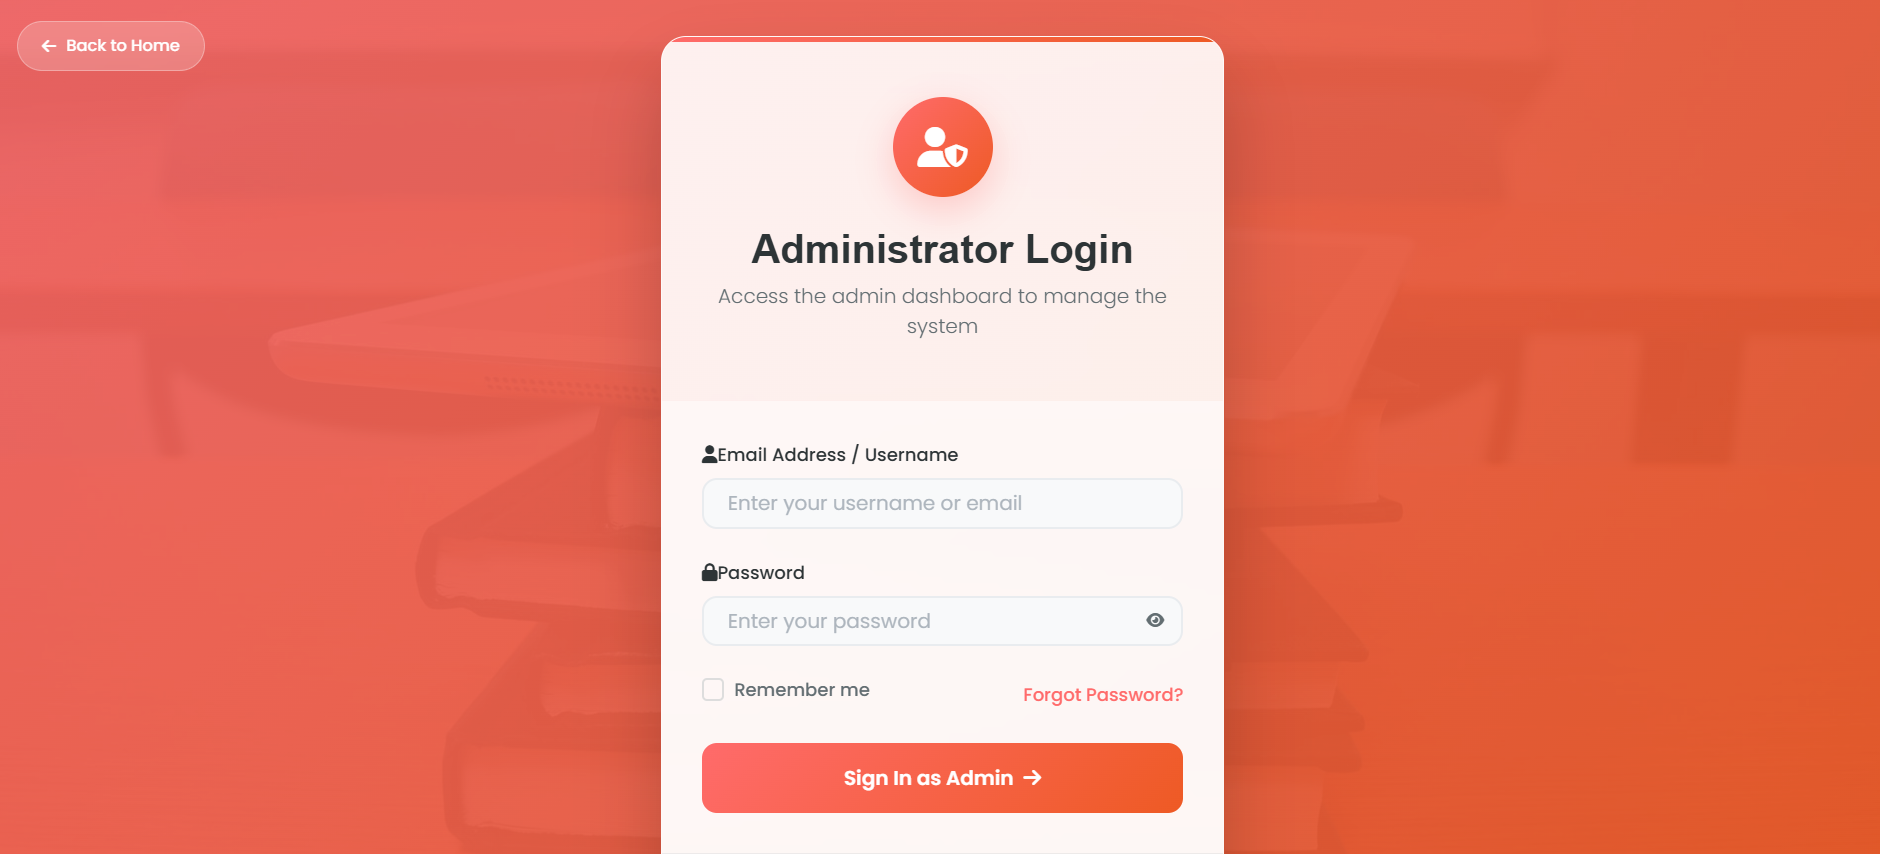 Back to Home
Administrator Login
Access the admin dashboard to manage the
system
Email Address / Username
Enter your username or email
Password
Enter your password
Remember me
Forgot Password?
Sign In as Admin